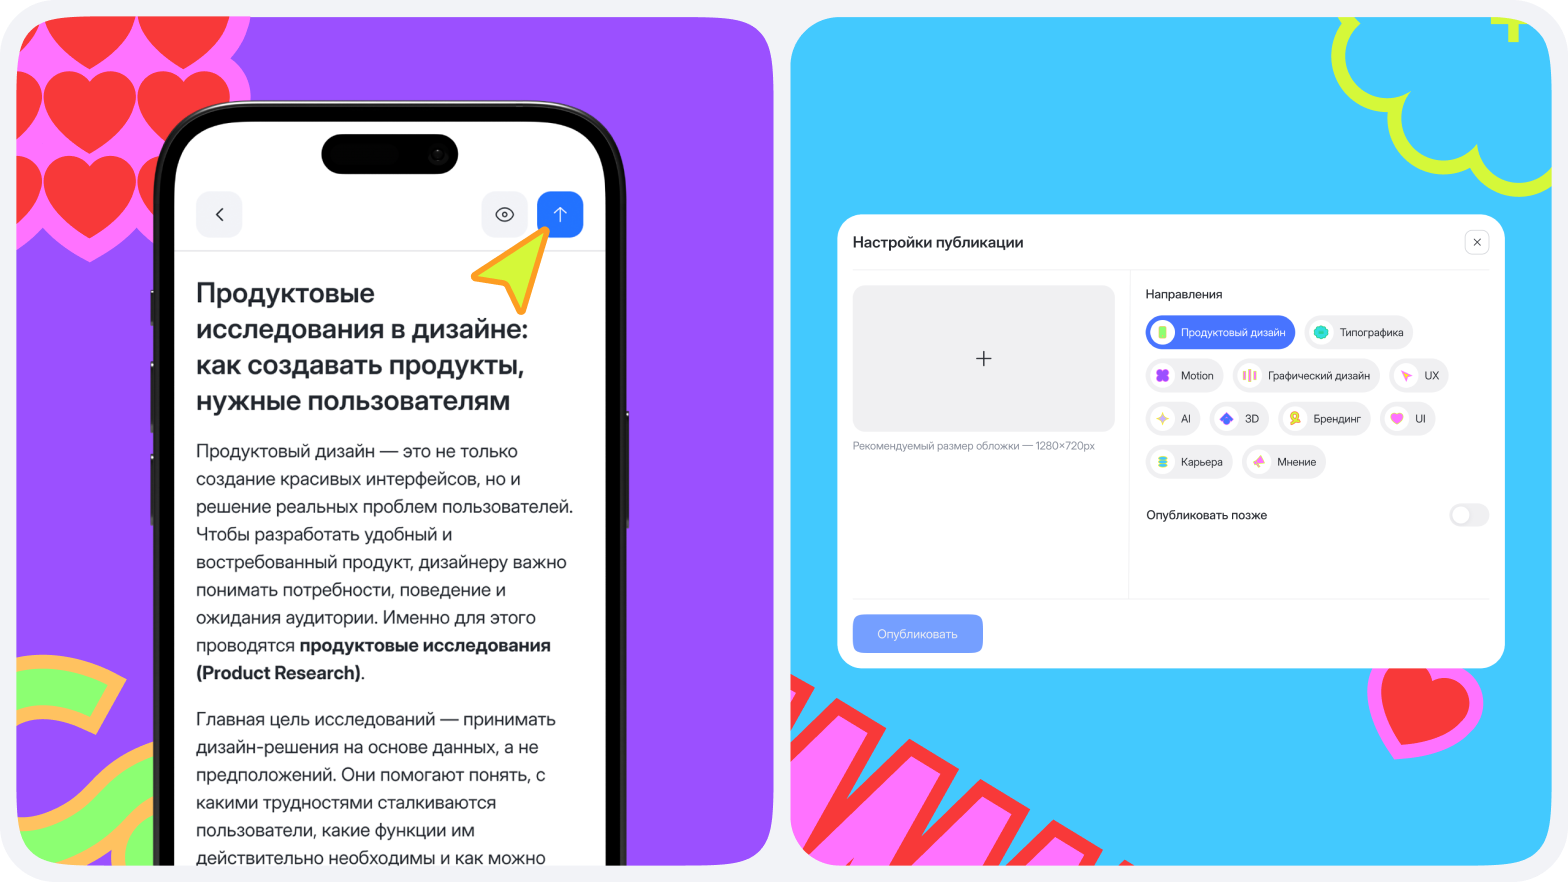 Продуктовые
исследования в дизайне:
как создавать продукты,
нужные пользователям
Продуктовый дизайн — это не только
создание красивых интерфейсов, но и
решение реальных проблем пользователей.
Чтобы разработать удобный и
востребованный продукт, дизайнеру важно
понимать потребности, поведение и
ожидания аудитории. Именно для этого
проводятся продуктовые исследования
(Product Research).
Главная цель исследований — принимать
дизайн-решения на основе данных, а не
предположений. Они помогают понять, с
какими трудностями сталкиваются
пользователи, какие функции им
действительно необходимы и как можно
Настройки публикации
Рекомендуемый размер обложки — 1280×720px
Направления
Продуктовый дизайн
Типографика
Motion
Графический дизайн
UX
AI
3D
Брендинг
UI
Карьера
Мнение
Опубликовать позже
Опубликовать